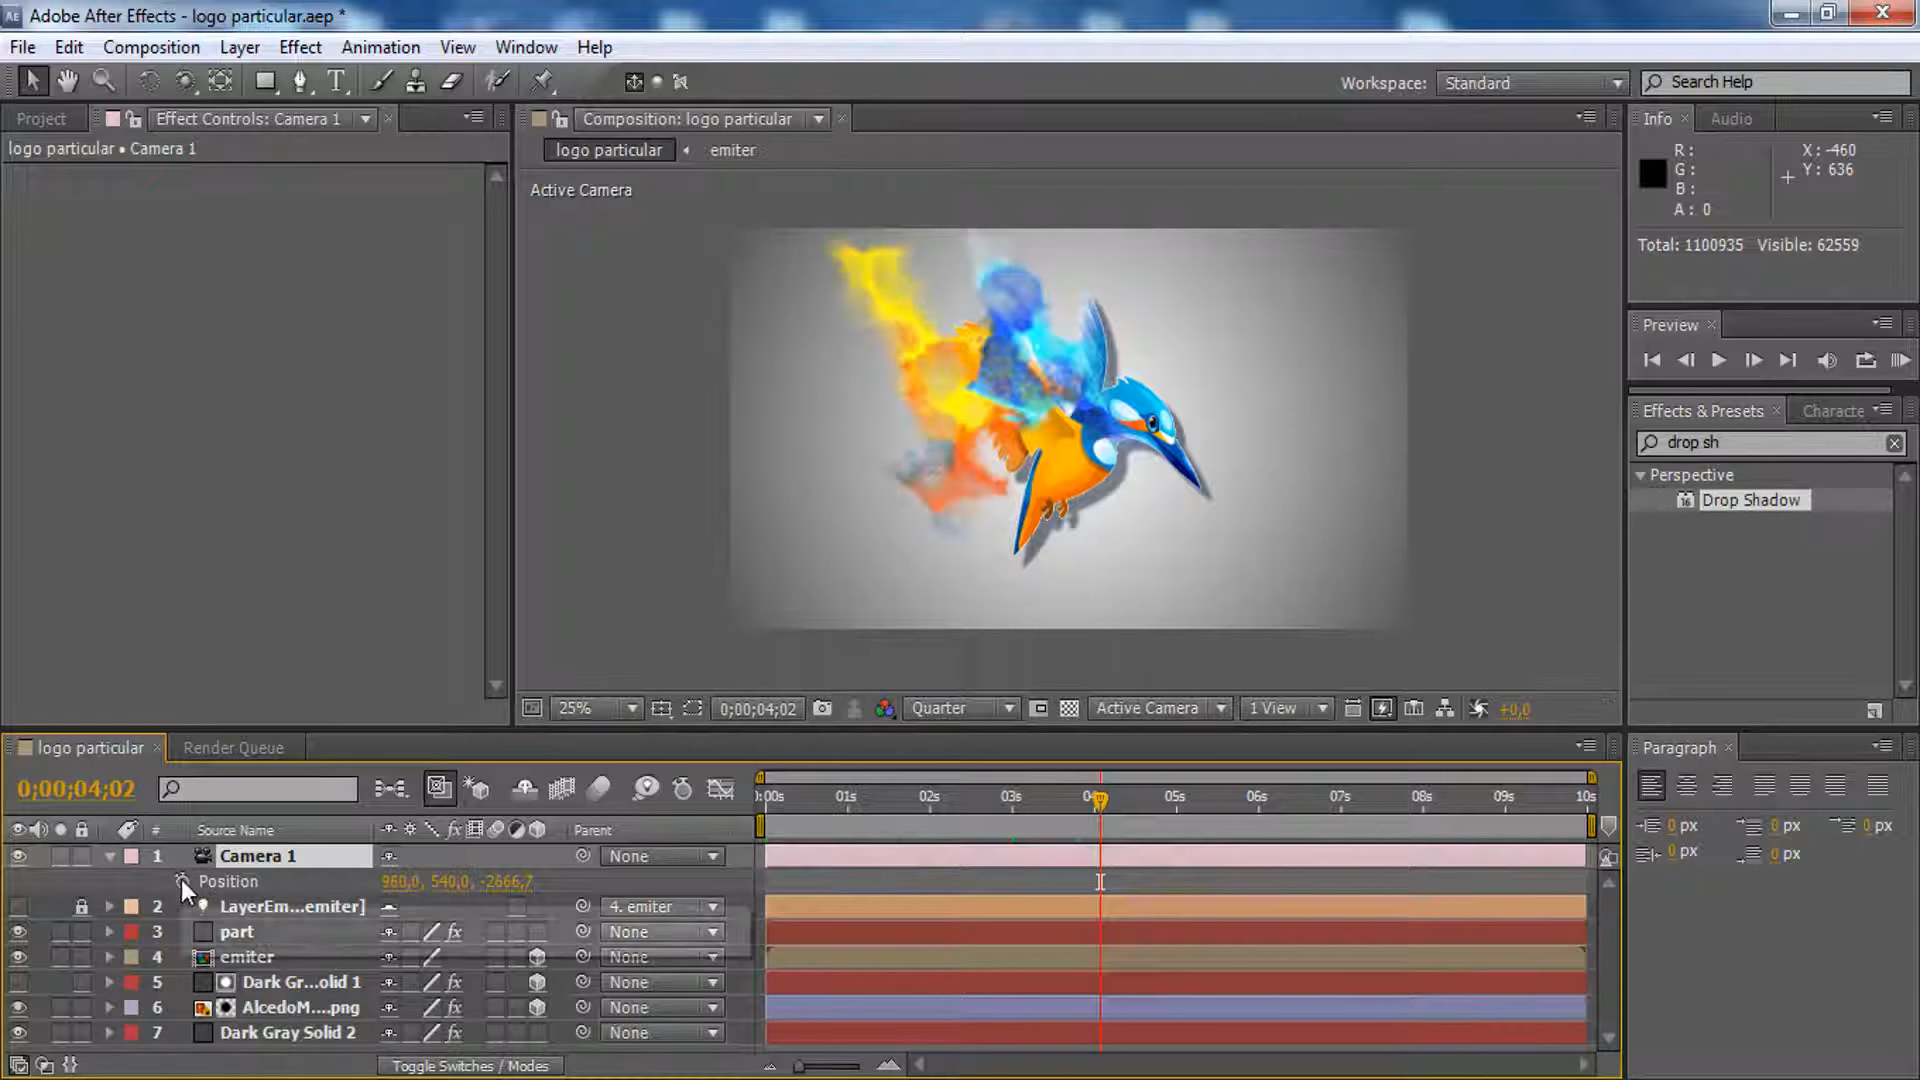 Adobe After Effects - logo particular.aep *
File Edit Composition Layer Effect Animation View Window Help
Workspace: Standard Search Help
Project Effect Controls: Camera 1 Composition: logo particular Info Audio
logo particular • Camera 1
logo particular emiter
R: X: -460
G: Y: 636
B:
A: 0
Active Camera
Total: 1100935 Visible: 62559
Preview
Effects & Presets Characte
drop sh
Perspective
16 Drop Shadow
25% 0;00;04;02 Quarter Active Camera 1 View +0,0
logo particular Render Queue Paragraph
0;00;04;02
:00s 01s 02s 03s 04 05s 06s 07s 08s 09s 10s
# Source Name fx Parent
0 px 0 px 0 px
0 px 0 px
1 Camera 1 None
Position 960,0, 540,0, -2666,7
2 LayerEm...emiter] 4. emiter
3 part fx None
4 emiter None
5 Dark Gr...olid 1 fx None
6 AlcedoM....png fx None
7 Dark Gray Solid 2 fx None
Toggle Switches / Modes